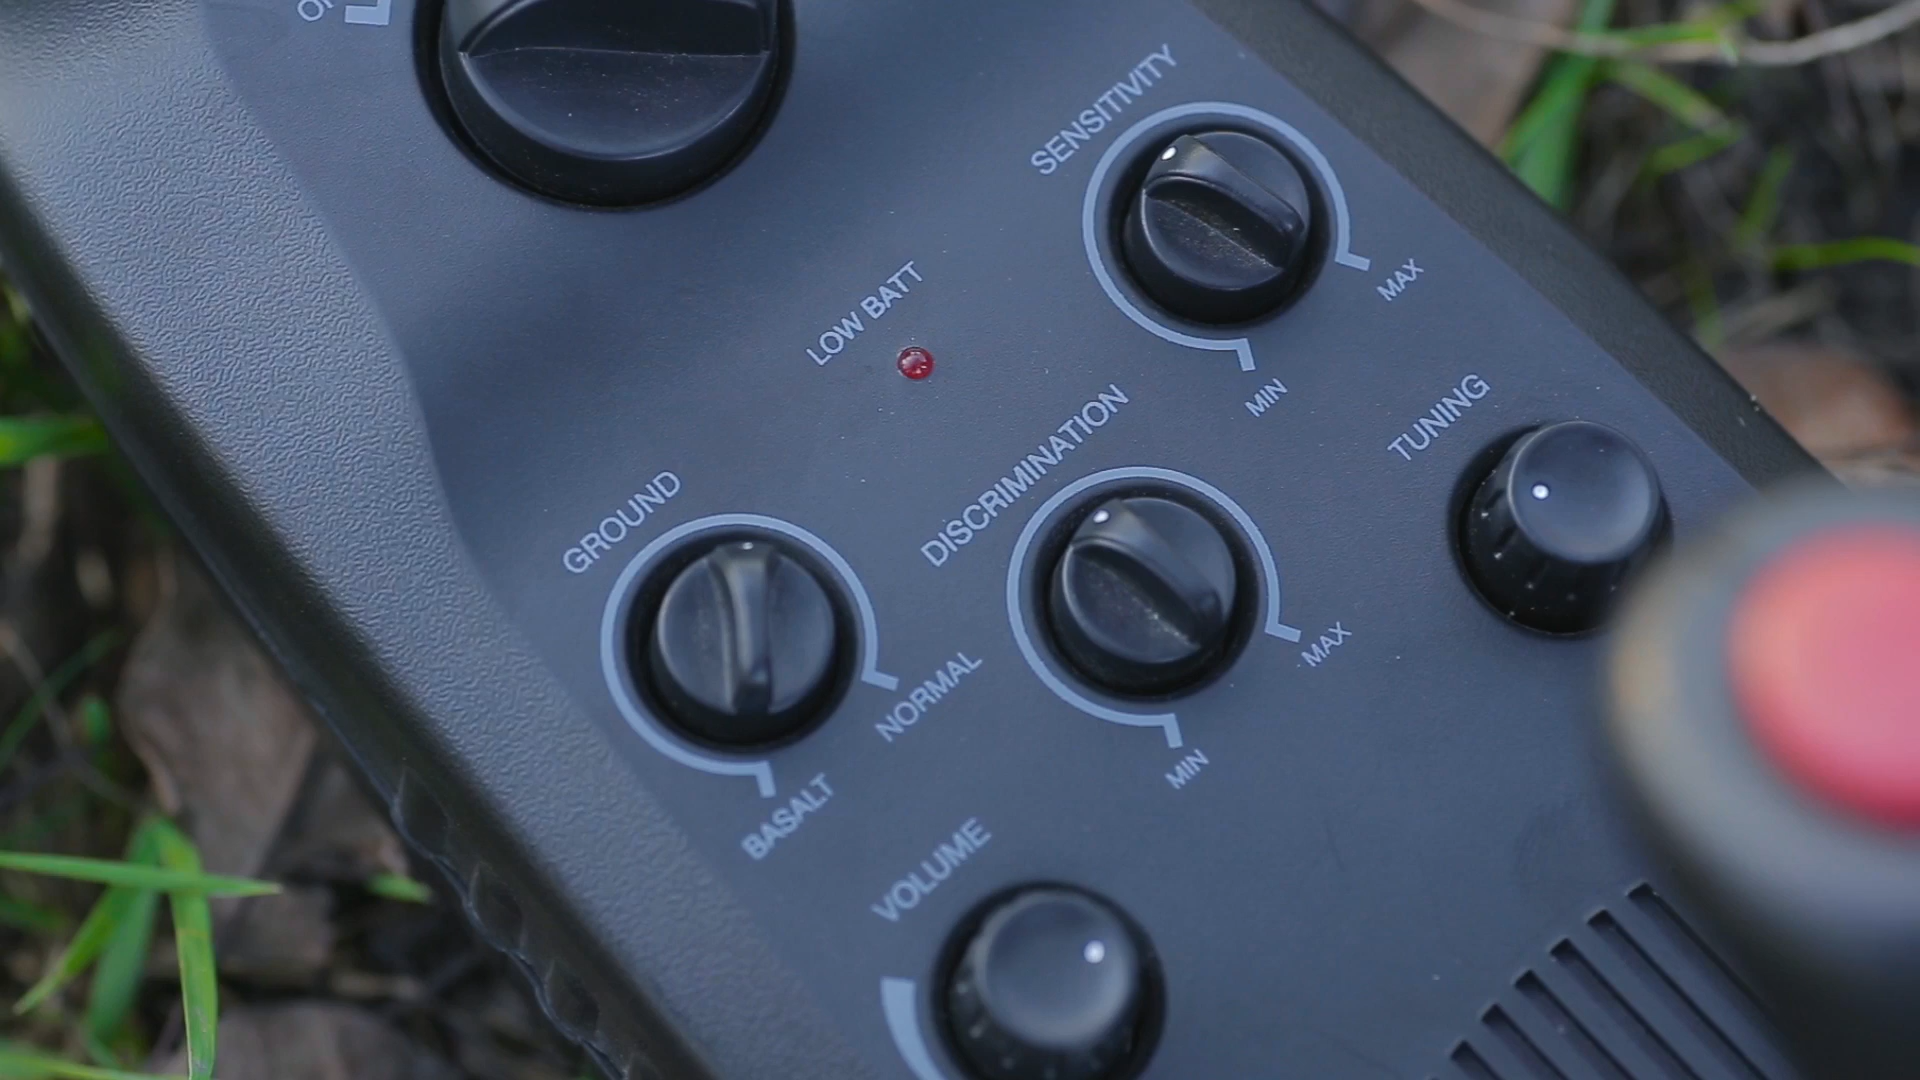 SENSITIVITY
MAX
MIN
LOW BATT
TUNING
DISCRIMINATION
MAX
MIN
GROUND
NORMAL
BASALT
VOLUME